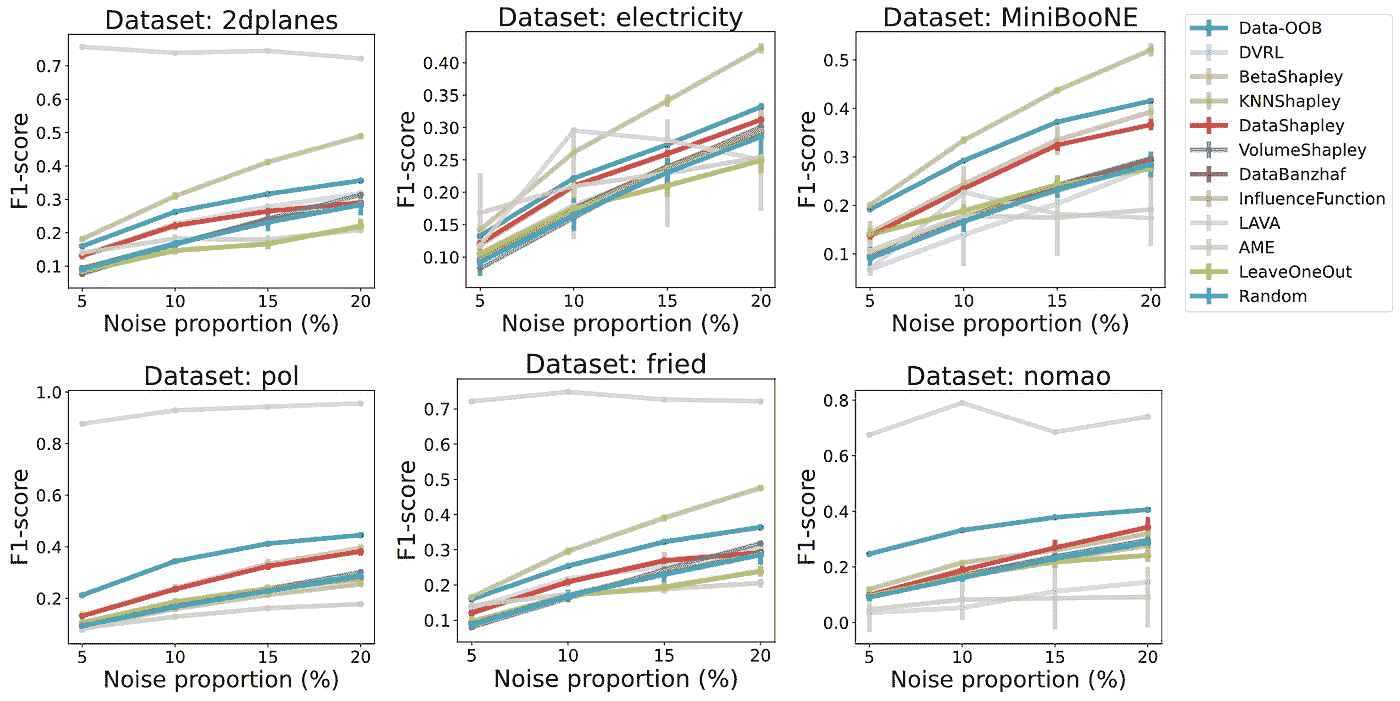 Dataset: 2dplanes
F1-score
0.7
0.6
0.5
0.4
0.3
0.2
0.1
5 10 15 20
Noise proportion (%)
Dataset: electricity
F1-score
0.40
0.35
0.30
0.25
0.20
0.15
0.10
5 10 15 20
Noise proportion (%)
Dataset: MiniBooNE
F1-score
0.5
0.4
0.3
0.2
0.1
5 10 15 20
Noise proportion (%)
Data-OOB
DVRL
BetaShapley
KNNShapley
DataShapley
VolumeShapley
DataBanzhaf
InfluenceFunction
LAVA
AME
LeaveOneOut
Random
Dataset: pol
F1-score
1.0
0.8
0.6
0.4
0.2
5 10 15 20
Noise proportion (%)
Dataset: fried
F1-score
0.7
0.6
0.5
0.4
0.3
0.2
0.1
5 10 15 20
Noise proportion (%)
Dataset: nomao
F1-score
0.8
0.6
0.4
0.2
0.0
5 10 15 20
Noise proportion (%)